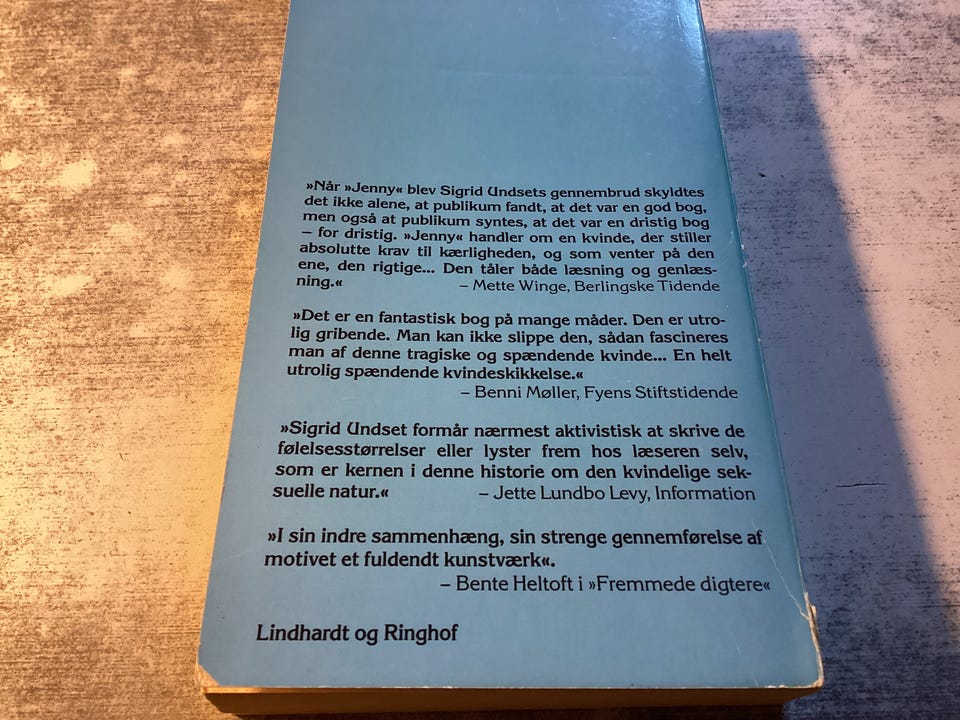 »Når »Jenny« blev Sigrid Undsets gennembrud skyldtes
det ikke alene, at publikum fandt, at det var en god bog,
men også at publikum syntes, at det var en dristig bog
– for dristig. »Jenny« handler om en kvinde, der stiller
absolutte krav til kærligheden, og som venter på den
ene, den rigtige... Den tåler både læsning og genlæs-
ning.« – Mette Winge, Berlingske Tidende
»Det er en fantastisk bog på mange måder. Den er utro-
lig gribende. Man kan ikke slippe den, sådan fascineres
man af denne tragiske og spændende kvinde... En helt
utrolig spændende kvindeskikkelse.«
– Benni Møller, Fyens Stiftstidende
»Sigrid Undset formår nærmest aktivistisk at skrive de
følelsesstørrelser eller lyster frem hos læseren selv,
som er kernen i denne historie om den kvindelige sek-
suelle natur.« – Jette Lundbo Levy, Information
»I sin indre sammenhæng, sin strenge gennemførelse af
motivet et fuldendt kunstværk«.
– Bente Heltoft i »Fremmede digtere«
Lindhardt og Ringhof